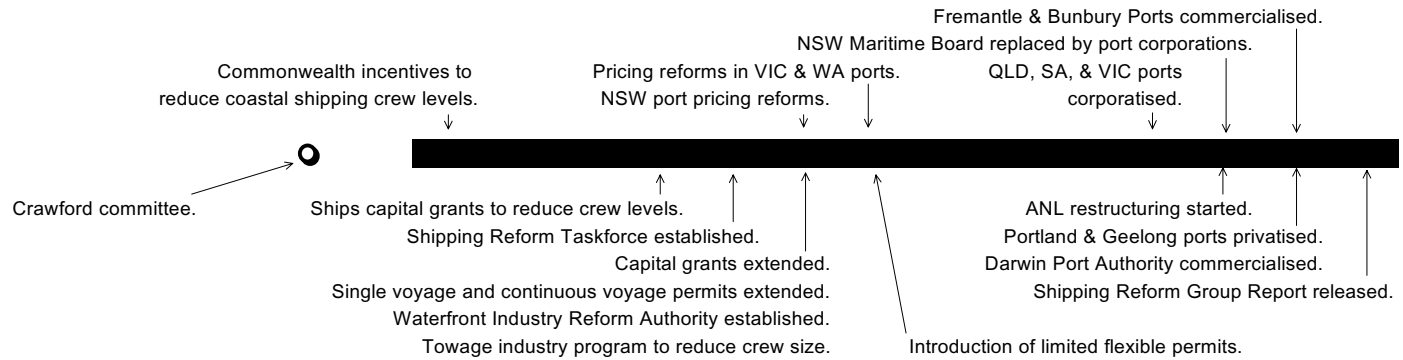 Fremantle & Bunbury Ports commercialised.
NSW Maritime Board replaced by port corporations.
Commonwealth incentives to
reduce coastal shipping crew levels.
Pricing reforms in VIC & WA ports.
NSW port pricing reforms.
QLD, SA, & VIC ports
corporatised.
Crawford committee.
Ships capital grants to reduce crew levels.
Shipping Reform Taskforce established.
Capital grants extended.
Single voyage and continuous voyage permits extended.
Waterfront Industry Reform Authority established.
Towage industry program to reduce crew size.
Introduction of limited flexible permits.
ANL restructuring started.
Portland & Geelong ports privatised.
Darwin Port Authority commercialised.
Shipping Reform Group Report released.